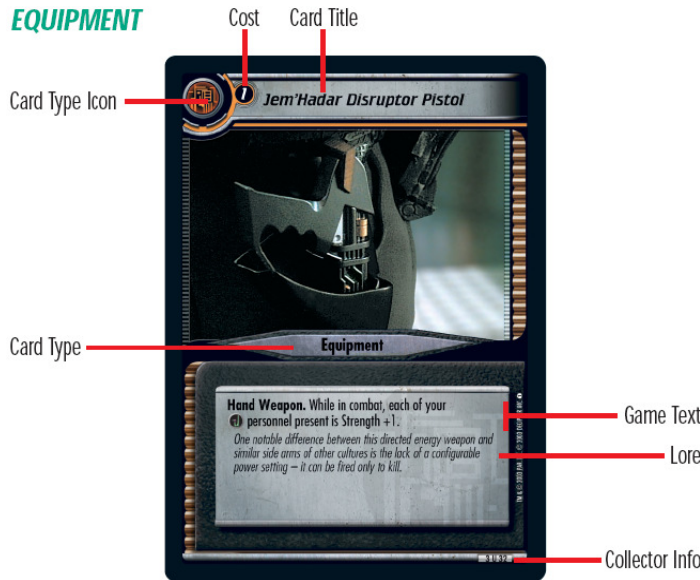 EQUIPMENT
Cost
Card Title
Card Type Icon
1
Jem'Hadar Disruptor Pistol
Card Type
Equipment
Hand Weapon. While in combat, each of your
personnel present is Strength +1.
One notable difference between this directed energy weapon and
similar side arms of other cultures is the lack of a configurable
power setting – it can be fired only to kill.
Game Text
Lore
3 U 32
Collector Info